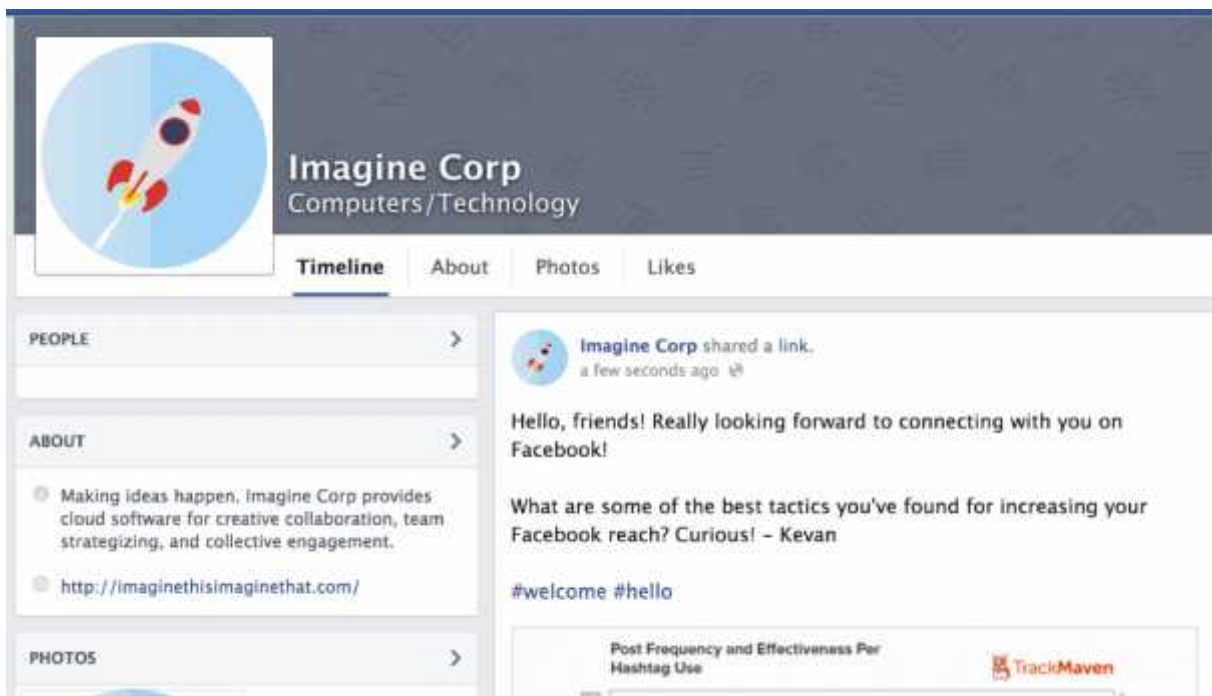 Imagine Corp
Computers/Technology
Timeline About Photos Likes
PEOPLE
ABOUT
Making ideas happen. Imagine Corp provides
cloud software for creative collaboration, team
strategizing, and collective engagement.
http://imaginethisimaginethat.com/
PHOTOS
Imagine Corp shared a link.
a few seconds ago
Hello, friends! Really looking forward to connecting with you on
Facebook!
What are some of the best tactics you've found for increasing your
Facebook reach? Curious! – Kevan
#welcome #hello
Post Frequency and Effectiveness Per
Hashtag Use
TrackMaven